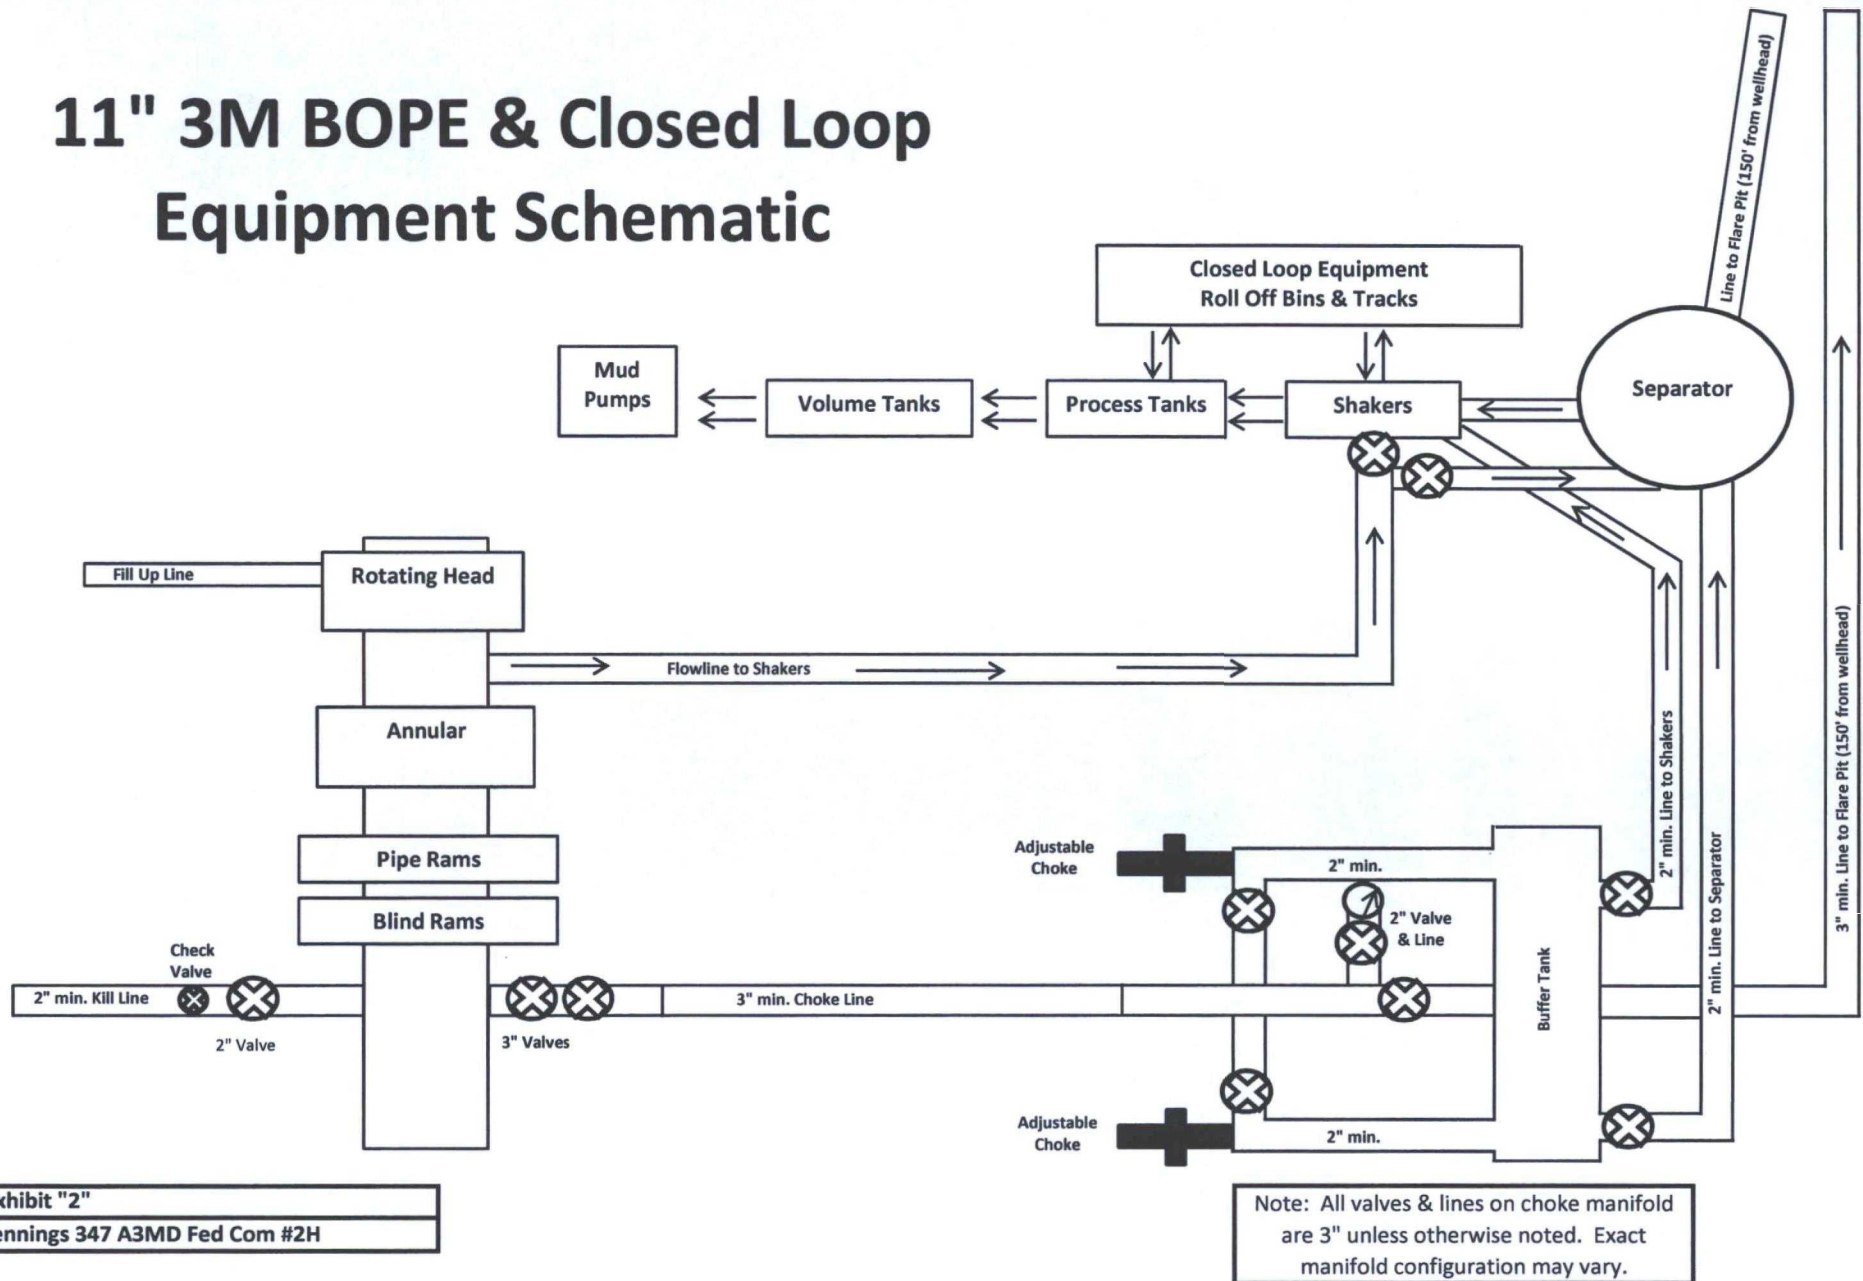 11" 3M BOPE & Closed Loop
Equipment Schematic
Line to Flare Pit (150' from wellhead)
Closed Loop Equipment
Roll Off Bins & Tracks
Mud
Pumps
Volume Tanks
Process Tanks
Shakers
Separator
Fill Up Line
Rotating Head
Flowline to Shakers
Annular
Pipe Rams
Blind Rams
Check
Valve
2" min. Kill Line
2" Valve
3" Valves
3" min. Choke Line
Adjustable
Choke
2" min.
2" Valve
& Line
Adjustable
Choke
2" min.
Buffer Tank
2" min. Line to Shakers
2" min. Line to Separator
3" min. Line to Flare Pit (150' from wellhead)
xhibit "2"
ennings 347 A3MD Fed Com #2H
Note: All valves & lines on choke manifold
are 3" unless otherwise noted. Exact
manifold configuration may vary.